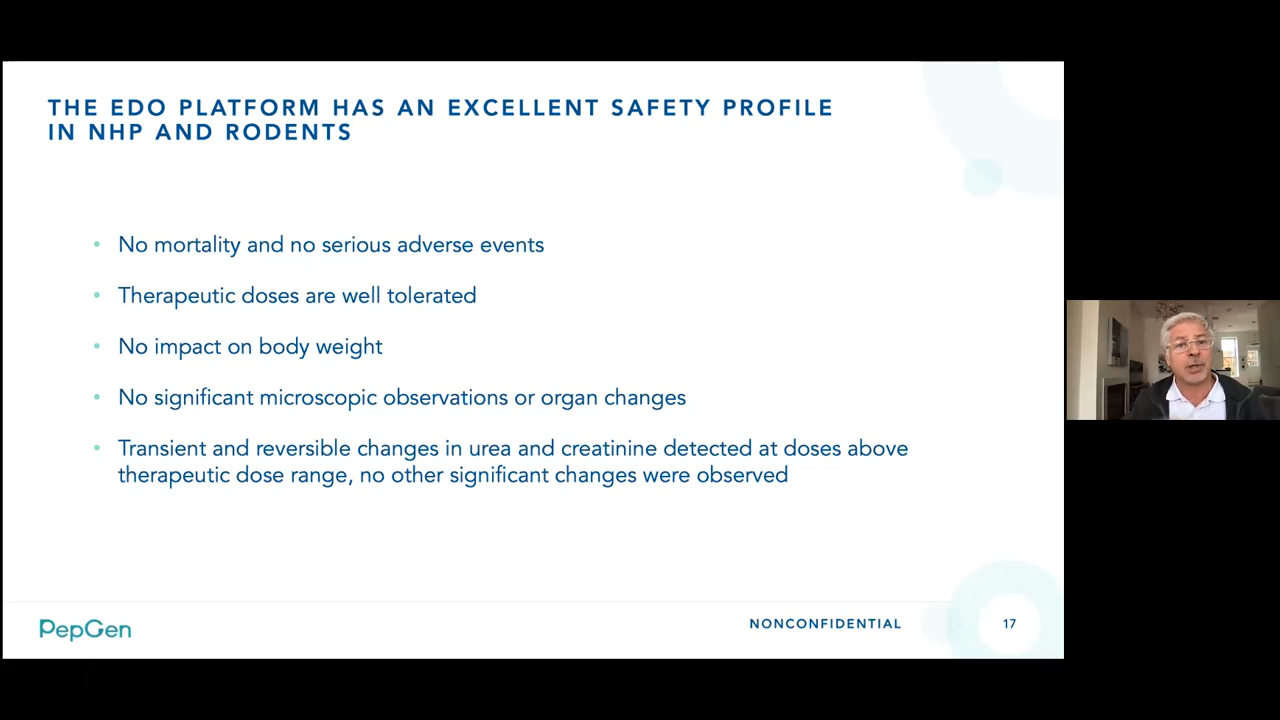 THE EDO PLATFORM HAS AN EXCELLENT SAFETY PROFILE
IN NHP AND RODENTS
• No mortality and no serious adverse events
• Therapeutic doses are well tolerated
• No impact on body weight
• No significant microscopic observations or organ changes
• Transient and reversible changes in urea and creatinine detected at doses above
therapeutic dose range, no other significant changes were observed
PepGen
NONCONFIDENTIAL
17